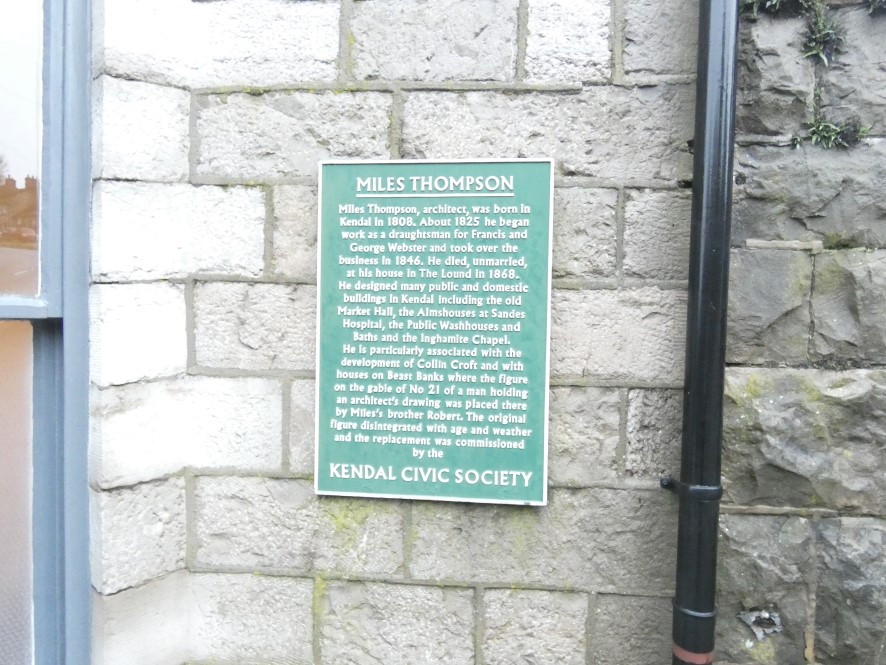 MILES THOMPSON
Miles Thompson, architect, was born in
Kendal in 1808. About 1825 he began
work as a draughtsman for Francis and
George Webster and took over the
business in 1846. He died, unmarried,
at his house in The Lound in 1868.
He designed many public and domestic
buildings in Kendal including the old
Market Hall, the Almshouses at Sandes
Hospital, the Public Washhouses and
Baths and the Inghamite Chapel.
He is particularly associated with the
development of Collin Croft and with
houses on Beast Banks where the figure
on the gable of No 21 of a man holding
an architect's drawing was placed there
by Miles's brother Robert. The original
figure disintegrated with age and weather
and the replacement was commissioned
by the
KENDAL CIVIC SOCIETY